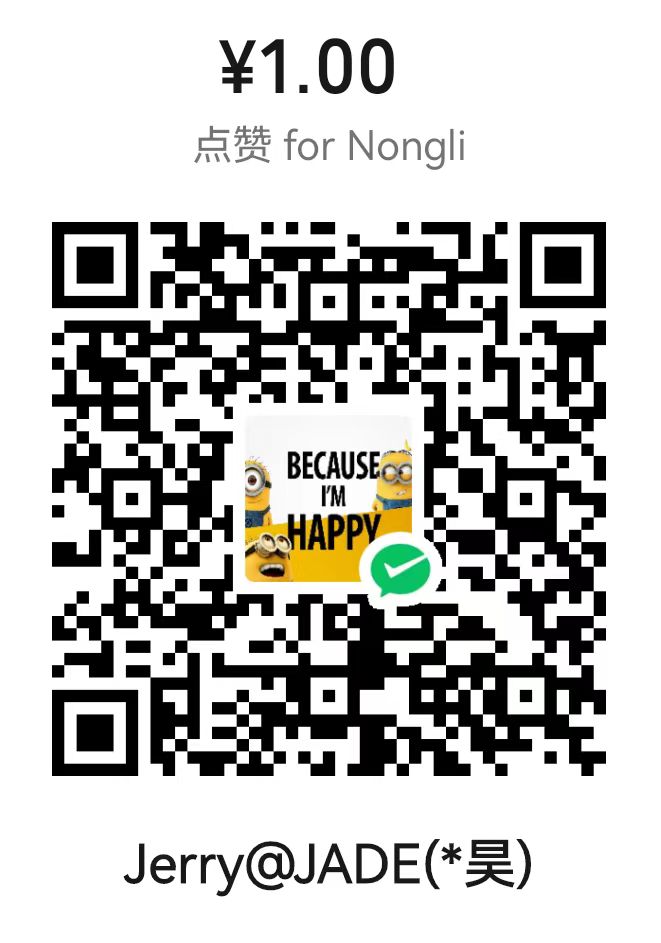 ¥1.00
点赞 for Nongli
BECAUSE
I'M
HAPPY
Jerry@JADE(*昊)